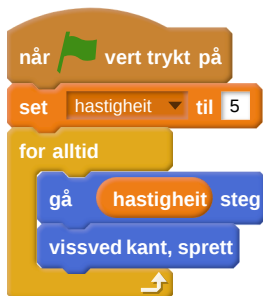 når vert trykt på
set hastigheit til 5
for alltid
gå hastigheit steg
vissved kant, sprett